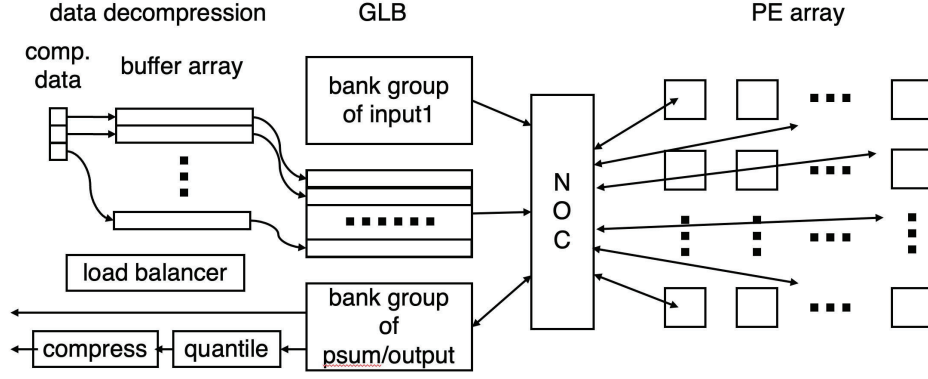 data decompression
GLB
PE array
comp.
data
buffer array
bank group
of input1
N
O
C
load balancer
bank group
of
psum/output
compress
quantile